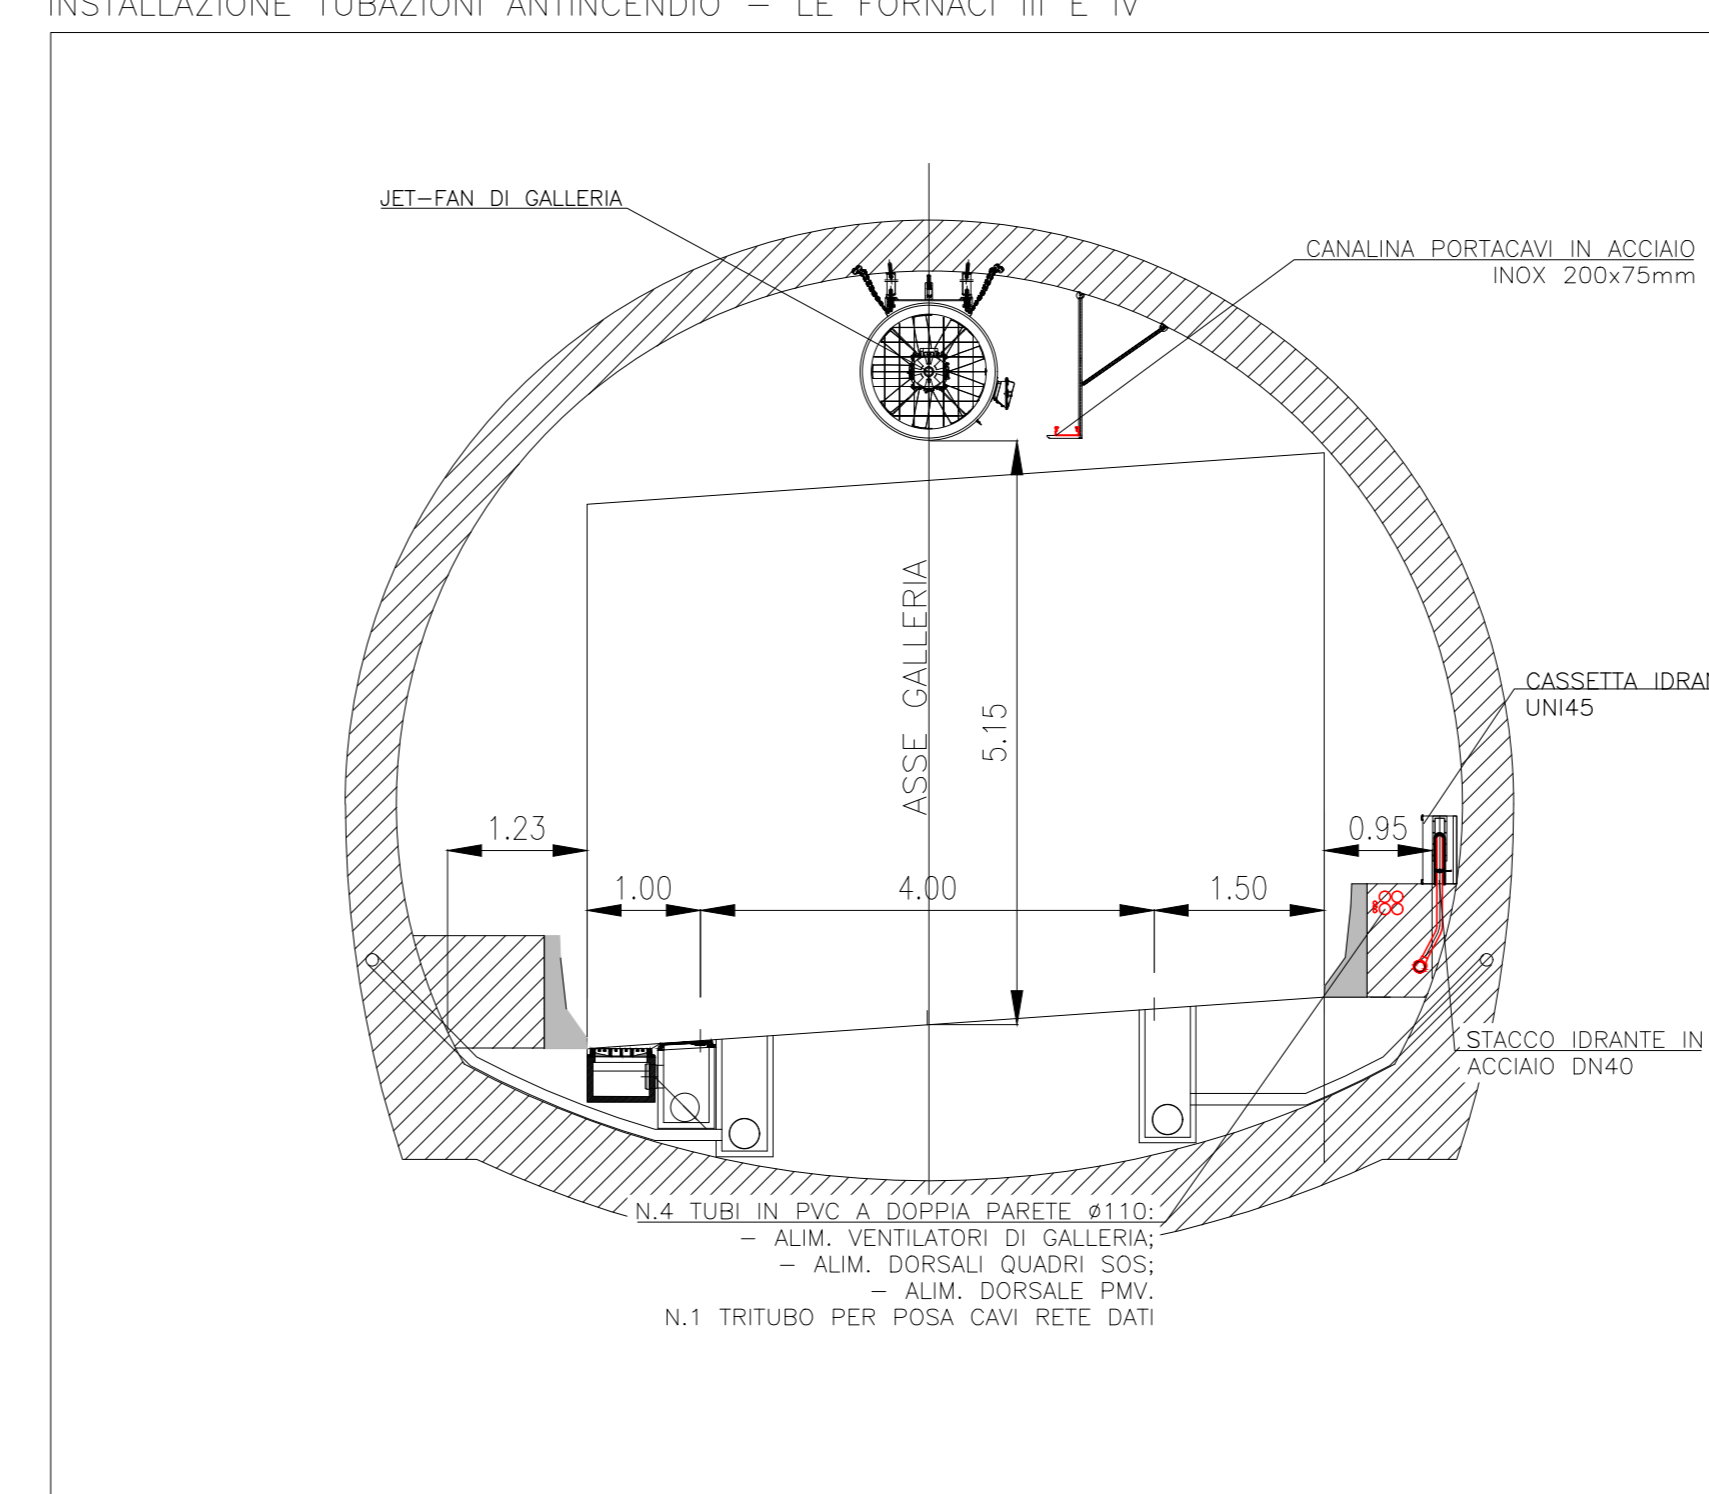 INSTALLAZIONE TUBAZIONI ANTINCENDIO – LE FORNACI III E IV
JET–FAN DI GALLERIA
CANALINA PORTACAVI IN ACCIAIO
INOX 200x75mm
ASSE GALLERIA
5.15
CASSETTA IDRAN
UNI45
1.23
0.95
1.00
4.00
1.50
STACCO IDRANTE IN
ACCIAIO DN40
N.4 TUBI IN PVC A DOPPIA PARETE ø110:
– ALIM. VENTILATORI DI GALLERIA;
– ALIM. DORSALI QUADRI SOS;
– ALIM. DORSALE PMV.
N.1 TRITUBO PER POSA CAVI RETE DATI